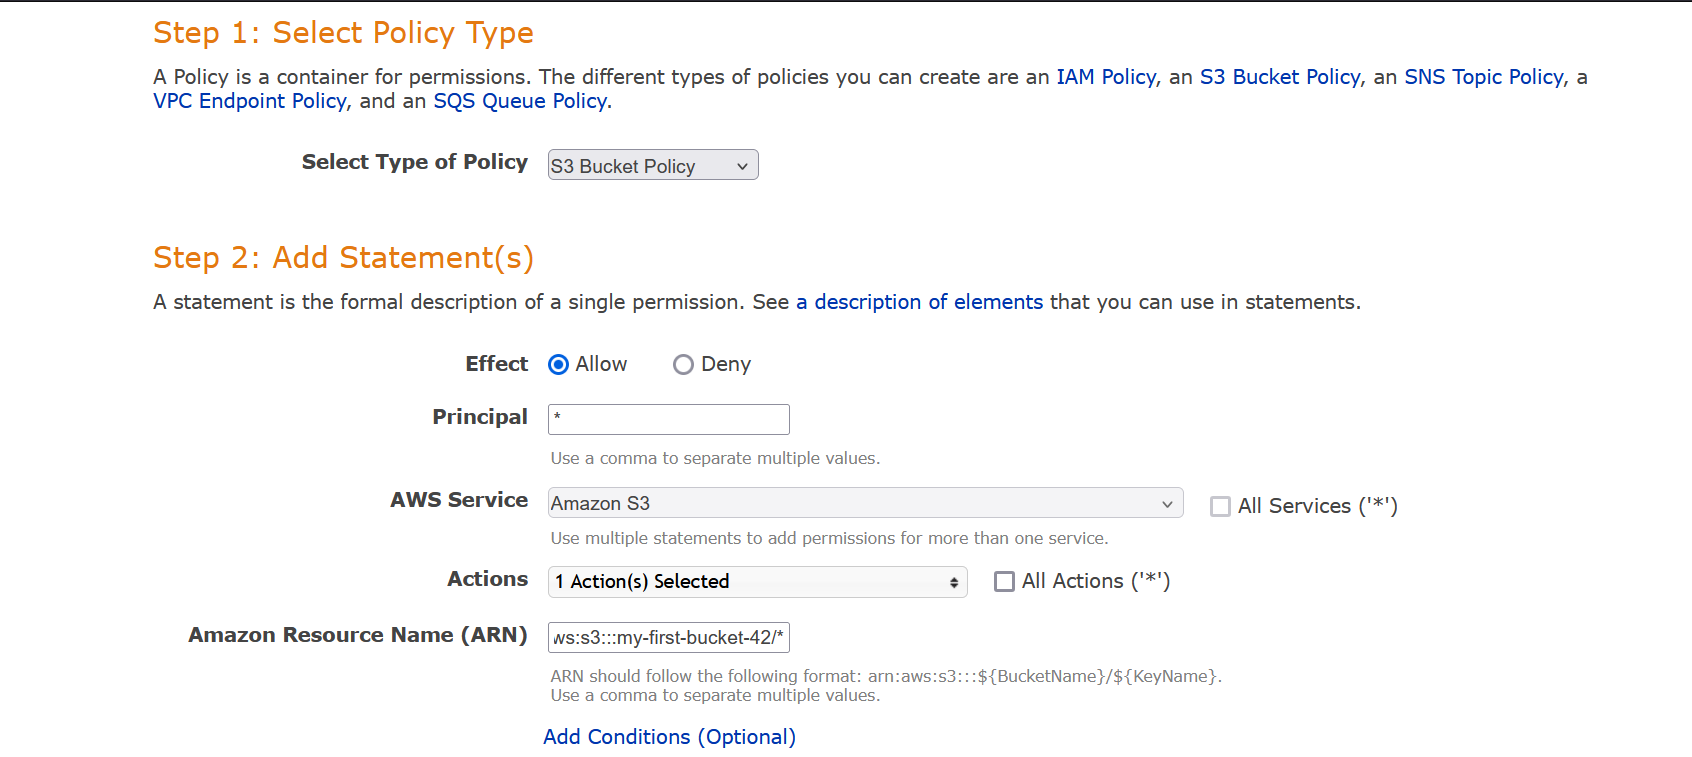 Step 1: Select Policy Type
A Policy is a container for permissions. The different types of policies you can create are an IAM Policy, an S3 Bucket Policy, an SNS Topic Policy, a
VPC Endpoint Policy, and an SQS Queue Policy.
Select Type of Policy S3 Bucket Policy
Step 2: Add Statement(s)
A statement is the formal description of a single permission. See a description of elements that you can use in statements.
Effect Allow Deny
Principal *
Use a comma to separate multiple values.
AWS Service Amazon S3 All Services ('*')
Use multiple statements to add permissions for more than one service.
Actions 1 Action(s) Selected All Actions ('*')
Amazon Resource Name (ARN) ws:s3:::my-first-bucket-42/*
ARN should follow the following format: arn:aws:s3:::${BucketName}/${KeyName}.
Use a comma to separate multiple values.
Add Conditions (Optional)